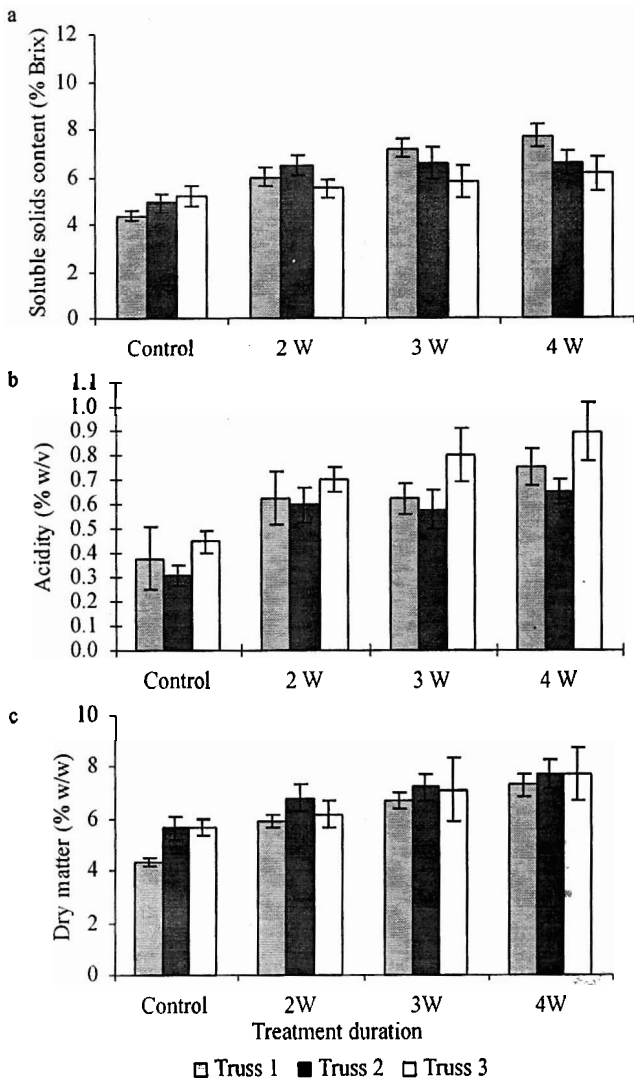 a
Soluble solids content (% Brix)
12
10
8
6
4
2
0
Control 2 W 3 W 4 W
b
Acidity (% w/v)
1.1
1.0
0.9
0.8
0.7
0.6
0.5
0.4
0.3
0.2
0.1
0.0
Control 2 W 3 W 4 W
c
Dry matter (% w/w)
10
8
6
4
2
0
Control 2W 3W 4W
Treatment duration
Truss 1 Truss 2 Truss 3